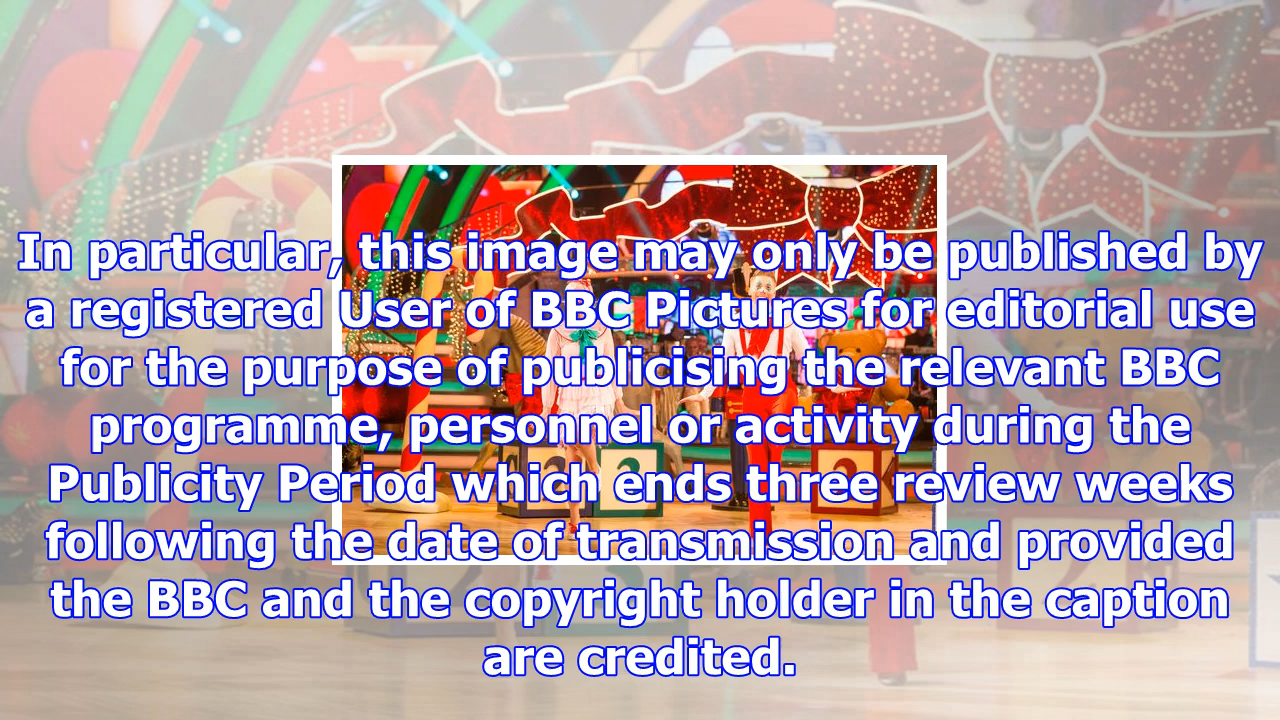 In particular, this image may only be published by
a registered User of BBC Pictures for editorial use
for the purpose of publicising the relevant BBC
programme, personnel or activity during the
Publicity Period which ends three review weeks
following the date of transmission and provided
the BBC and the copyright holder in the caption
are credited.